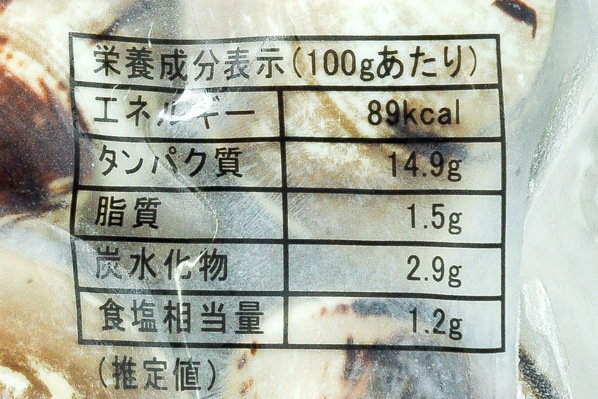 栄養成分表示(100gあたり)
エネルギー 89kcal
タンパク質 14.9g
脂質 1.5g
炭水化物 2.9g
食塩相当量 1.2g
(推定値)